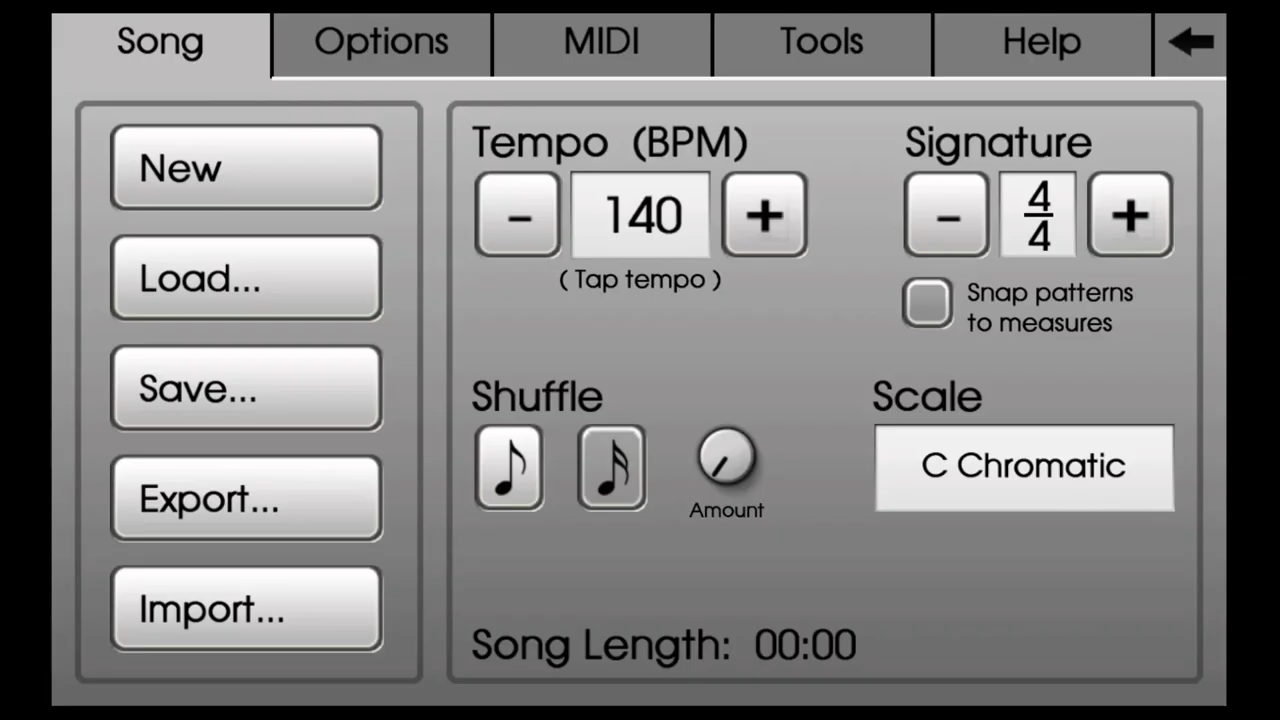 Song
Options
MIDI
Tools
Help
New
Load...
Save...
Export...
Import...
Tempo (BPM)
- 140 +
( Tap tempo )
Signature
- 4/4 +
Snap patterns
to measures
Shuffle
Amount
Scale
C Chromatic
Song Length: 00:00